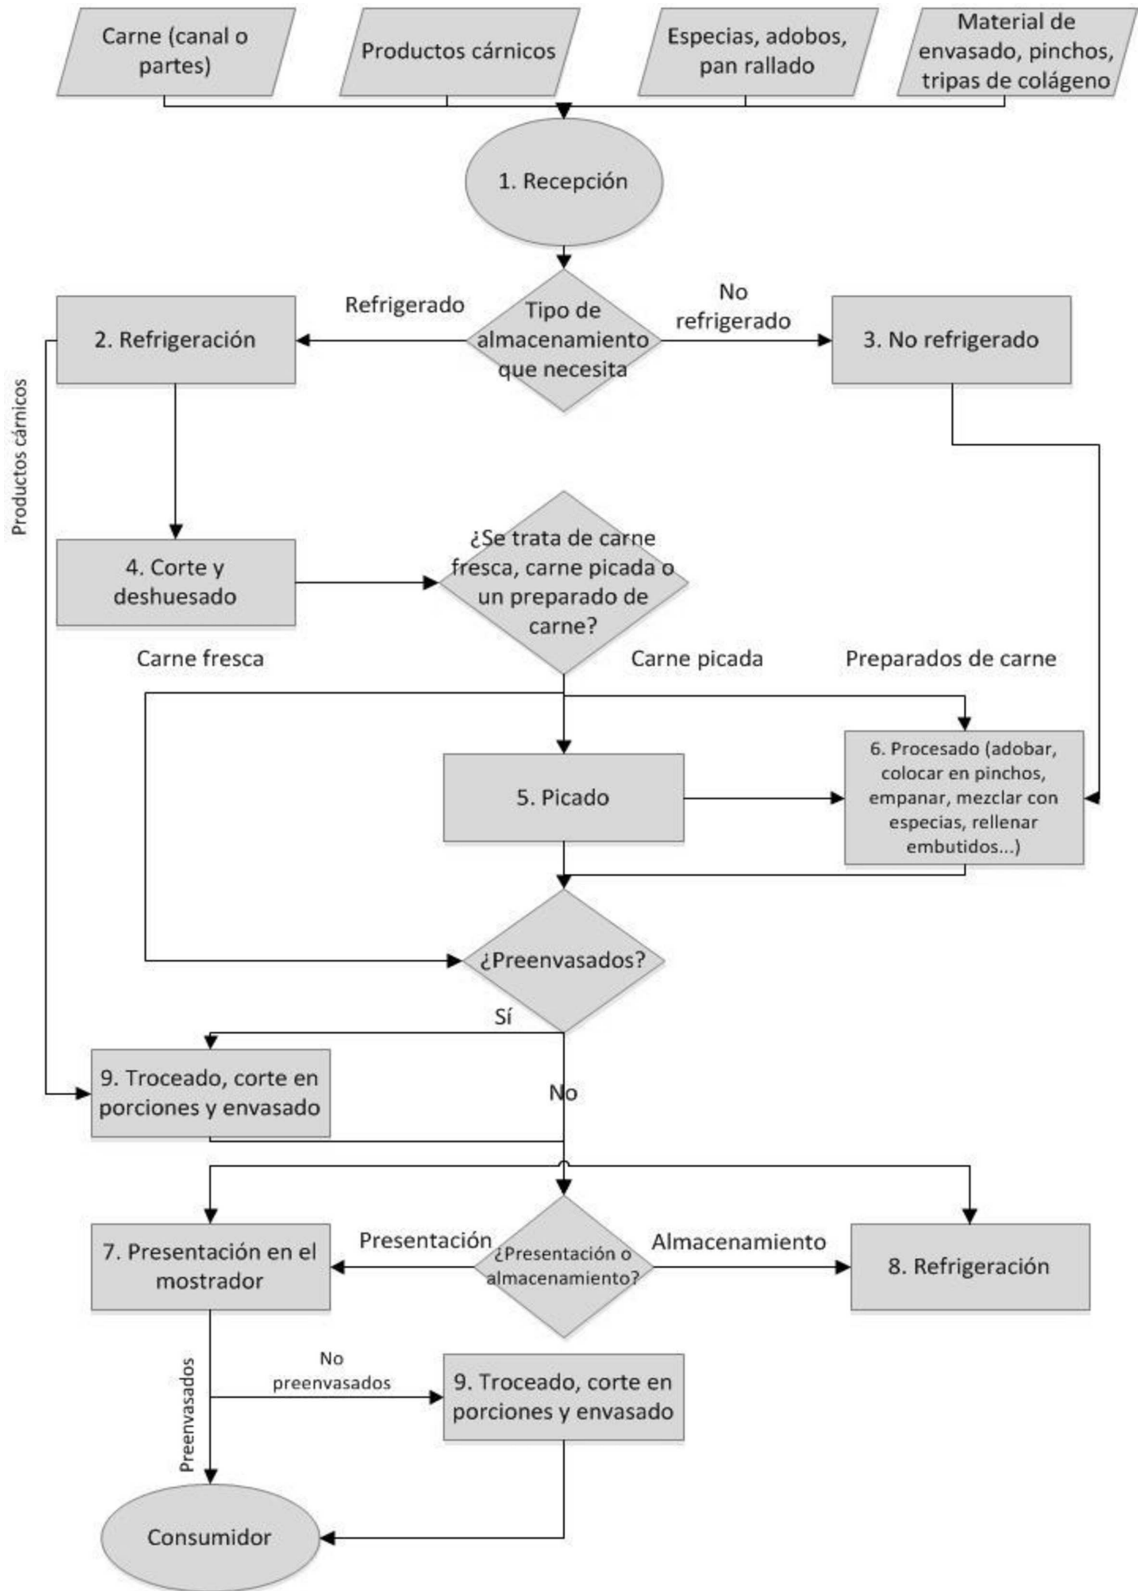 Carne (canal o
partes)
Productos cárnicos
Especias, adobos,
pan rallado
Material de
envasado, pinchos,
tripas de colágeno
1. Recepción
Refrigerado
Tipo de
almacenamiento
que necesita
No
refrigerado
2. Refrigeración
3. No refrigerado
Productos cárnicos
4. Corte y
deshuesado
¿Se trata de carne
fresca, carne picada o
un preparado de
carne?
Carne fresca
Carne picada
Preparados de carne
5. Picado
6. Procesado (adobar,
colocar en pinchos,
empanar, mezclar con
especias, rellenar
embutidos...)
¿Preenvasados?
Sí
No
9. Troceado, corte en
porciones y envasado
7. Presentación en el
mostrador
Presentación
¿Presentación o
almacenamiento?
Almacenamiento
8. Refrigeración
Preenvasados
No
preenvasados
9. Troceado, corte en
porciones y envasado
Consumidor